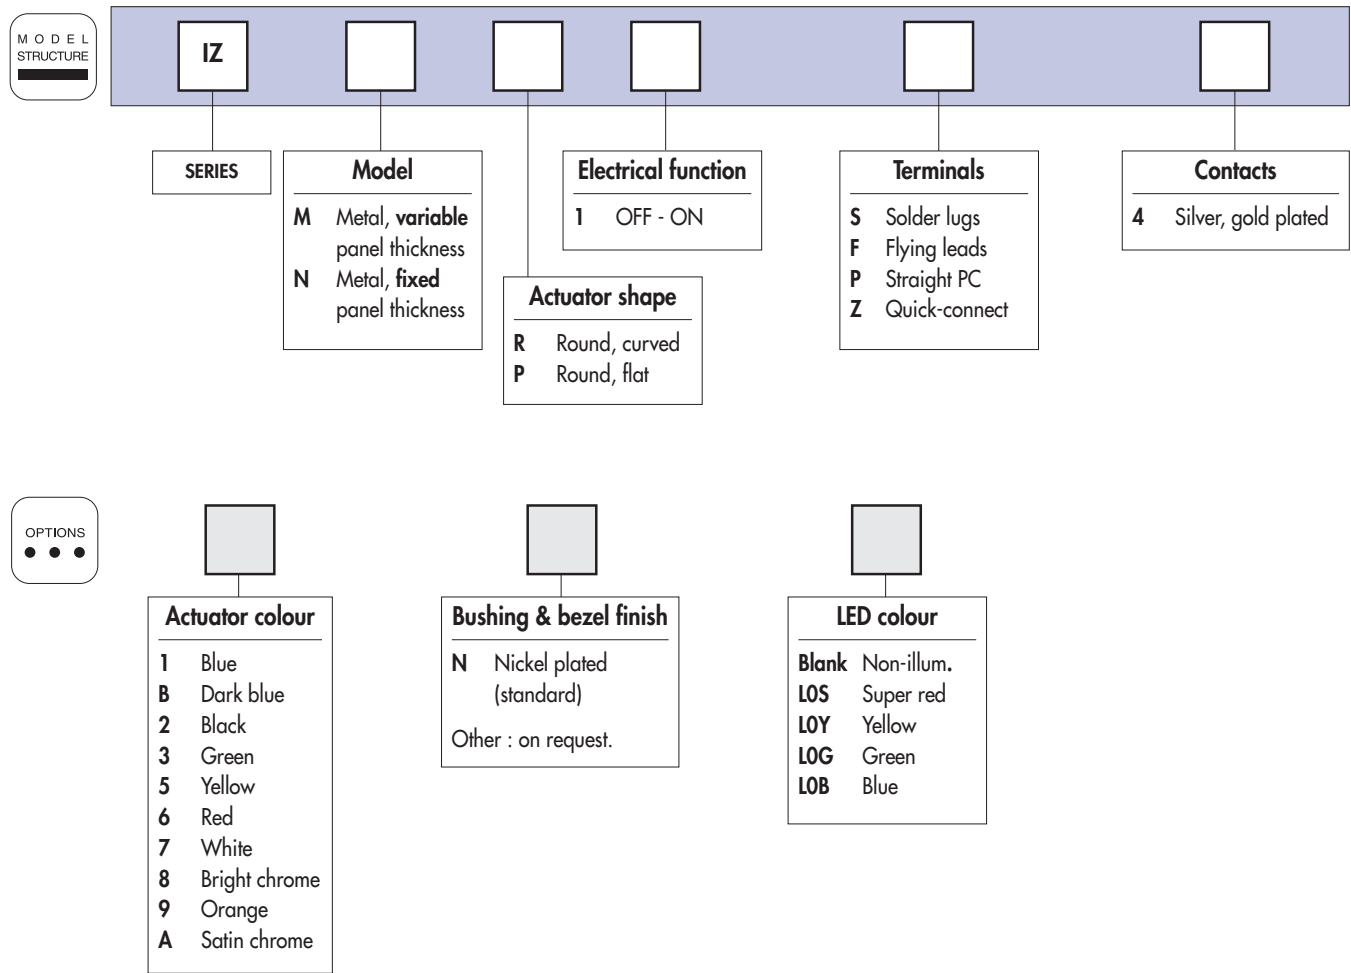 MODEL
STRUCTURE
IZ
SERIES
Model
M Metal, variable
panel thickness
N Metal, fixed
panel thickness
Actuator shape
R Round, curved
P Round, flat
Electrical function
1 OFF - ON
Terminals
S Solder lugs
F Flying leads
P Straight PC
Z Quick-connect
Contacts
4 Silver, gold plated
OPTIONS
Actuator colour
1 Blue
B Dark blue
2 Black
3 Green
5 Yellow
6 Red
7 White
8 Bright chrome
9 Orange
A Satin chrome
Bushing & bezel finish
N Nickel plated
(standard)
Other : on request.
LED colour
Blank Non-illum.
L0S Super red
L0Y Yellow
L0G Green
L0B Blue